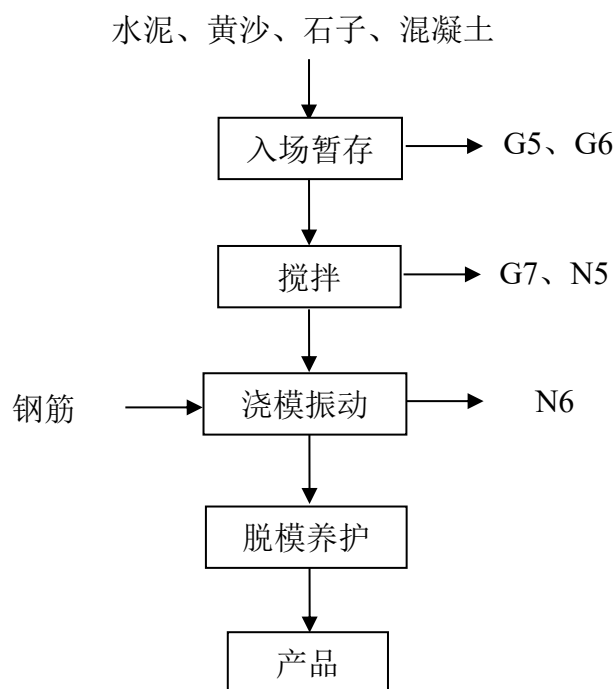 水泥、黄沙、石子、混凝土
入场暂存
G5、G6
搅拌
G7、N5
钢筋
浇模振动
N6
脱模养护
产品